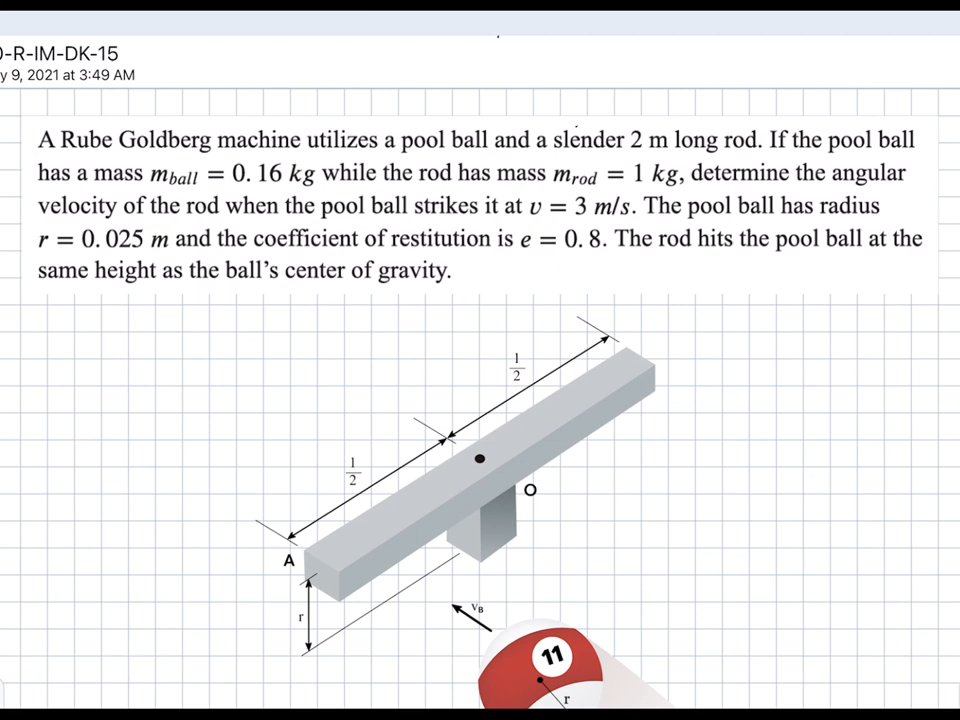 0-R-IM-DK-15
y 9, 2021 at 3:49 AM
A Rube Goldberg machine utilizes a pool ball and a slender 2 m long rod. If the pool ball
has a mass m_ball = 0.16 kg while the rod has mass m_rod = 1 kg, determine the angular
velocity of the rod when the pool ball strikes it at v = 3 m/s. The pool ball has radius
r = 0.025 m and the coefficient of restitution is e = 0.8. The rod hits the pool ball at the
same height as the ball's center of gravity.
1/2
1/2
O
A
r
V_B
11
r